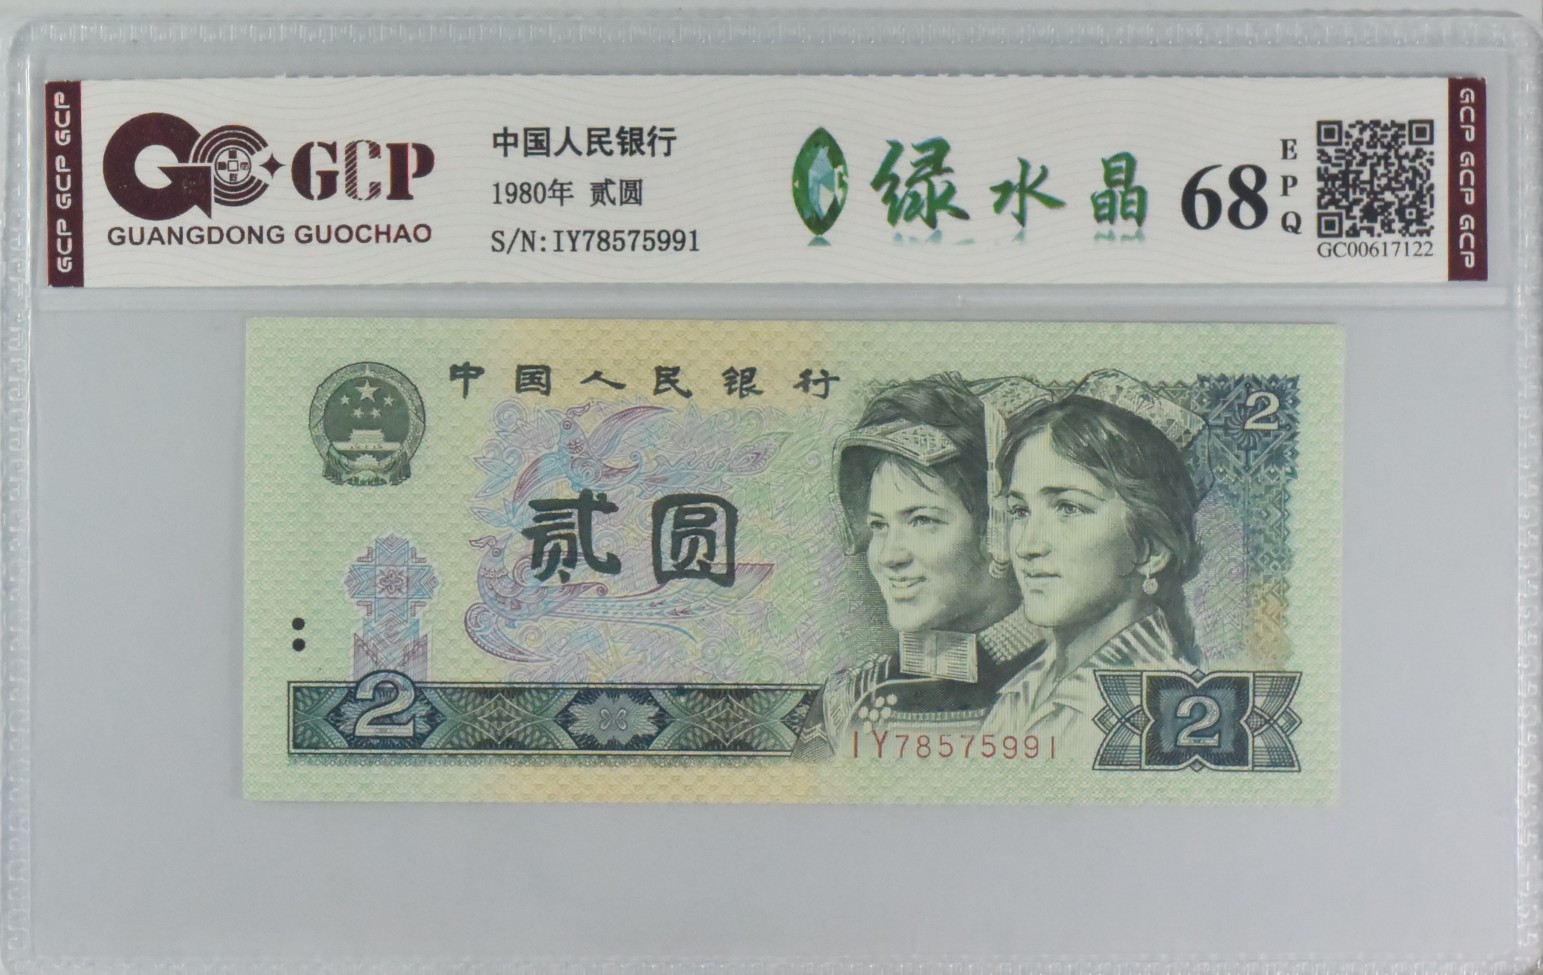 GCP GCP GCP
GC·GCP
GUANGDONG GUOCHAO
中国人民银行
1980年 贰圆
S/N:IY78575991
绿水晶
68
EPQ
GC00617122
GCP GCP GCP
中国人民银行
2
贰圆
2
IY78575991
2